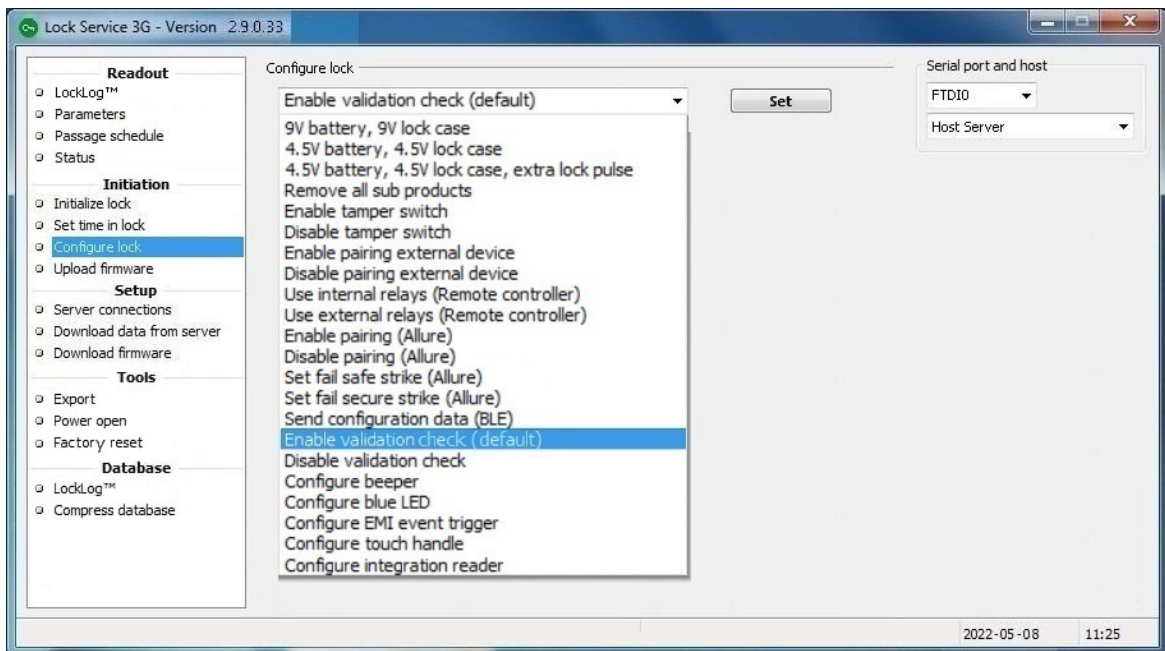 Lock Service 3G - Version 2.9.0.33
Readout
LockLog™
Parameters
Passage schedule
Status
Initiation
Initialize lock
Set time in lock
Configure lock
Upload firmware
Setup
Server connections
Download data from server
Download firmware
Tools
Export
Power open
Factory reset
Database
LockLog™
Compress database
Configure lock
Enable validation check (default)
Set
9V battery, 9V lock case
4.5V battery, 4.5V lock case
4.5V battery, 4.5V lock case, extra lock pulse
Remove all sub products
Enable tamper switch
Disable tamper switch
Enable pairing external device
Disable pairing external device
Use internal relays (Remote controller)
Use external relays (Remote controller)
Enable pairing (Allure)
Disable pairing (Allure)
Set fail safe strike (Allure)
Set fail secure strike (Allure)
Send configuration data (BLE)
Enable validation check (default)
Disable validation check
Configure beeper
Configure blue LED
Configure EMI event trigger
Configure touch handle
Configure integration reader
Serial port and host
FTDI0
Host Server
2022-05-08 11:25